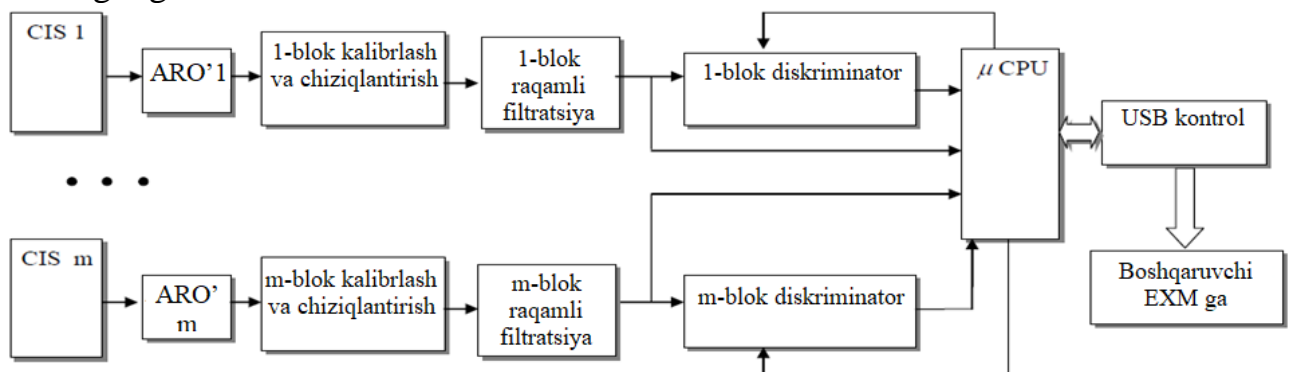 CIS 1
ARO’1
1-blok kalibrlash
va chiziqlantirish
1-blok
raqamli
filtratsiya
1-blok diskriminator
μ CPU
USB kontrol
CIS m
ARO’
m
m-blok kalibrlash
va chiziqlantirish
m-blok
raqamli
filtratsiya
m-blok diskriminator
Boshqaruvchi
EXM ga